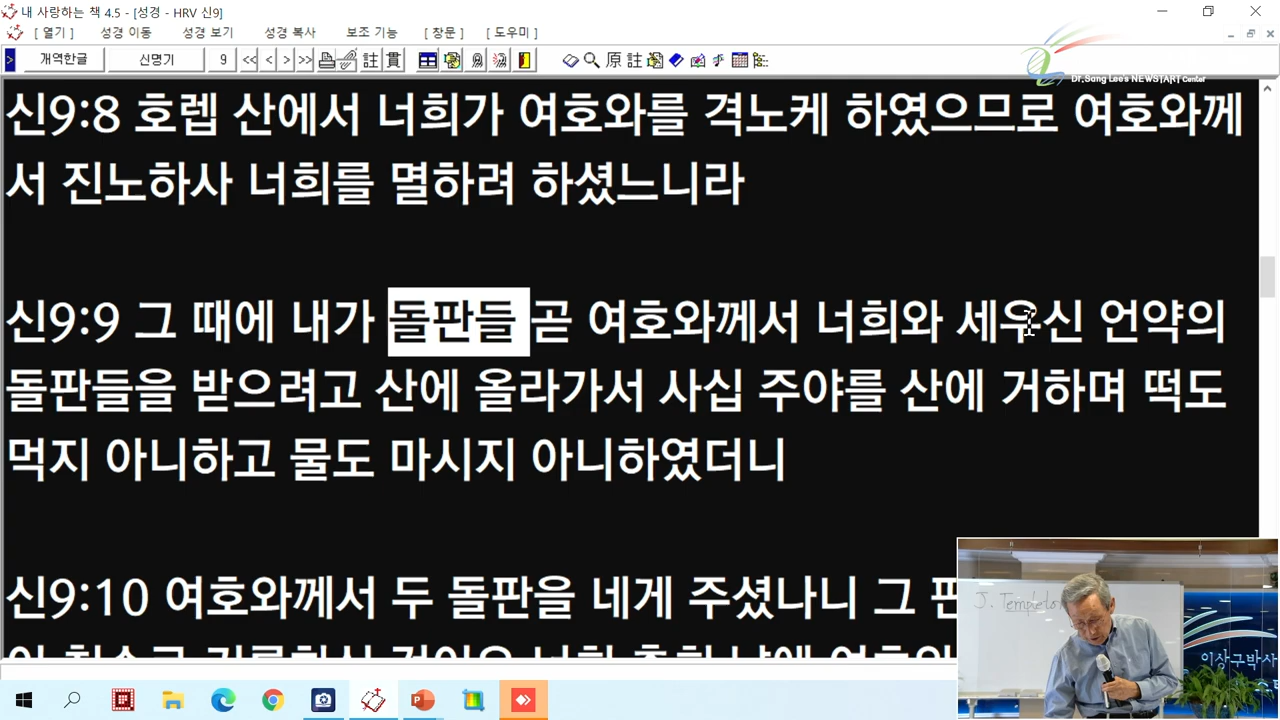 내 사랑하는 책 4.5 - [성경 - HRV 신9]
[ 열기 ] 성경 이동 성경 보기 성경 복사 보조 기능 [ 창문 ] [ 도우미 ]
개역한글 신명기 9 << < > >> 註 貫 原 註
Dr.Sang Lee's NEWSTART Center
신9:8 호렙 산에서 너희가 여호와를 격노케 하였으므로 여호와께
서 진노하사 너희를 멸하려 하셨느니라
신9:9 그 때에 내가 돌판들 곧 여호와께서 너희와 세우신 언약의
돌판들을 받으려고 산에 올라가서 사십 주야를 산에 거하며 떡도
먹지 아니하고 물도 마시지 아니하였더니
신9:10 여호와께서 두 돌판을 네게 주셨나니 그
J. Templeto
이상구박사